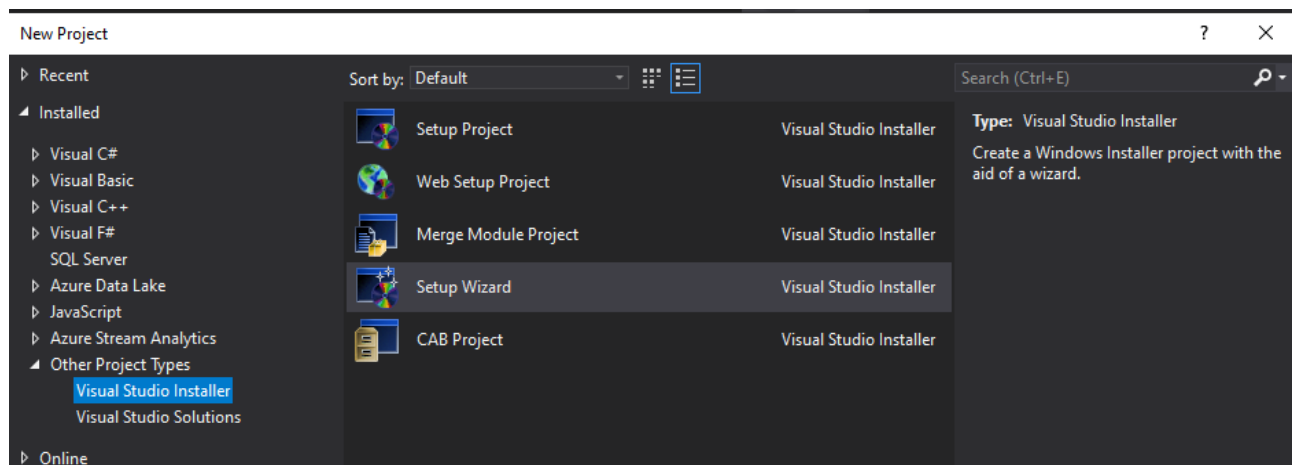 New Project
?
Recent
Installed
Visual C#
Visual Basic
Visual C++
Visual F#
SQL Server
Azure Data Lake
JavaScript
Azure Stream Analytics
Other Project Types
Visual Studio Installer
Visual Studio Solutions
Online
Sort by: Default
Setup Project Visual Studio Installer
Web Setup Project Visual Studio Installer
Merge Module Project Visual Studio Installer
Setup Wizard Visual Studio Installer
CAB Project Visual Studio Installer
Search (Ctrl+E)
Type: Visual Studio Installer
Create a Windows Installer project with the
aid of a wizard.